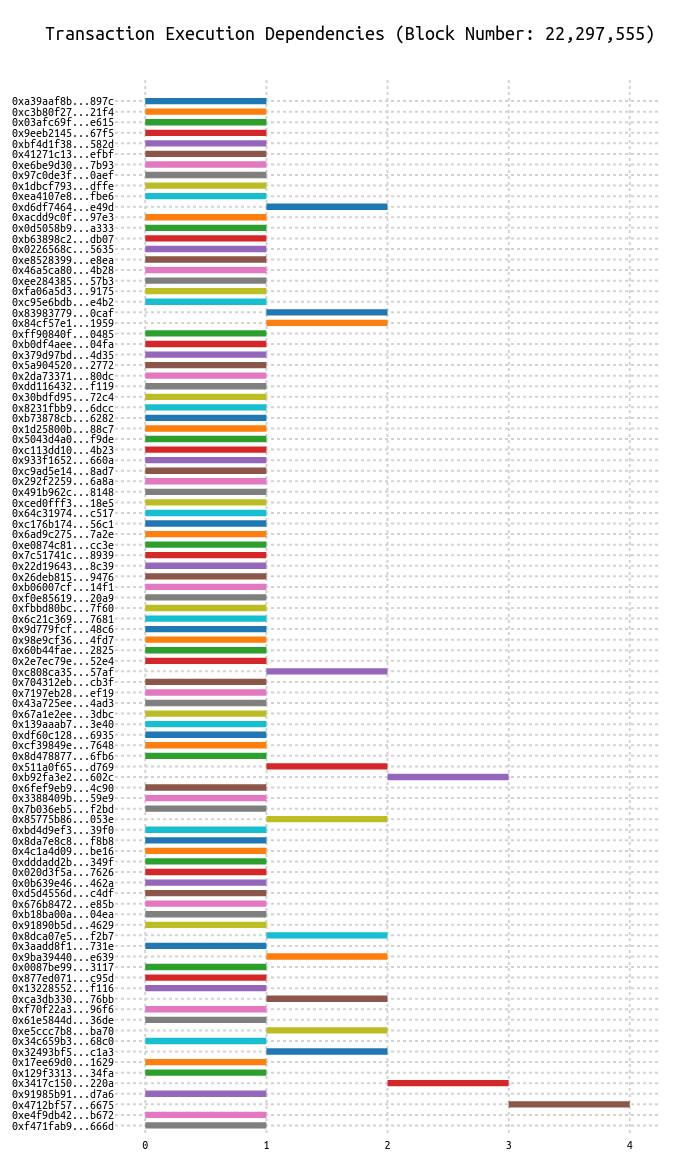 Transaction Execution Dependencies (Block Number: 22,297,555)
0xa39aaf8b...897c
0xc3b80f27...21f4
0x03afc69f...e615
0x9eeb2145...67f5
0xbf4d1f38...582d
0x41271c13...efbf
0xe6be9d30...7b93
0x97c0de3f...0aef
0x1dbcf793...dffe
0xea4107e8...fbe6
0xd6df7464...e49d
0xacdd9c0f...97e3
0x0d5058b9...a333
0xb63898c2...db07
0x0226568c...5635
0xe8528399...e8ea
0x46a5ca80...4b28
0xee284385...57b3
0xfa06a5d3...9175
0xc95e6bdb...e4b2
0x83983779...0caf
0x84cf57e1...1959
0xff90840f...0485
0xb0df4aee...04fa
0x379d97bd...4d35
0x5a904520...2772
0x2da73371...80dc
0xdd116432...f119
0x30bdfd95...72c4
0x8231fbb9...6dcc
0xb73878cb...6282
0x1d25800b...88c7
0x5043d4a0...f9de
0xc113dd10...4b23
0x933f1652...660a
0xc9ad5e14...8ad7
0x292f2259...6a8a
0x491b962c...8148
0xced0fff3...18e5
0x64c31974...c517
0xc176b174...56c1
0x6ad9c275...7a2e
0xe0874c81...cc3e
0x7c51741c...8939
0x22d19643...8c39
0x26deb815...9476
0xb06007cf...14f1
0xf0e85619...20a9
0xfbbd80bc...7f60
0x6c21c369...7681
0x9d779fcf...48c6
0x98e9cf36...4fd7
0x60b44fae...2825
0x2e7ec79e...52e4
0xc808ca35...57af
0x704312eb...cb3f
0x7197eb28...ef19
0x43a725ee...4ad3
0x67a1e2ee...3dbc
0x139aaab7...3e40
0xdf60c128...6935
0xcf39849e...7648
0x8d478877...6fb6
0x511a0f65...d769
0xb92fa3e2...602c
0x6fef9eb9...4c90
0x3388409b...59e9
0x7b036eb5...f2bd
0x85775b86...053e
0xbd4d9ef3...39f0
0x8da7e8c8...f8b8
0x4c1a4d09...be16
0xdddadd2b...349f
0x020d3f5a...7626
0x0b639e46...462a
0xd5d4556d...c4df
0x676b8472...e85b
0xb18ba00a...04ea
0x91890b5d...4629
0x8dca07e5...f2b7
0x3aadd8f1...731e
0x9ba39440...e639
0x0087be99...3117
0x877ed071...c95d
0x13228552...f116
0xca3db330...76bb
0xf70f22a3...96f6
0x61e5844d...36de
0xe5ccc7b8...ba70
0x34c659b3...68c0
0x32493bf5...c1a3
0x17ee69d0...1629
0x129f3313...34fa
0x3417c150...220a
0x91985b91...d7a6
0x4712bf57...6675
0xe4f9db42...b672
0xf471fab9...666d
0 1 2 3 4